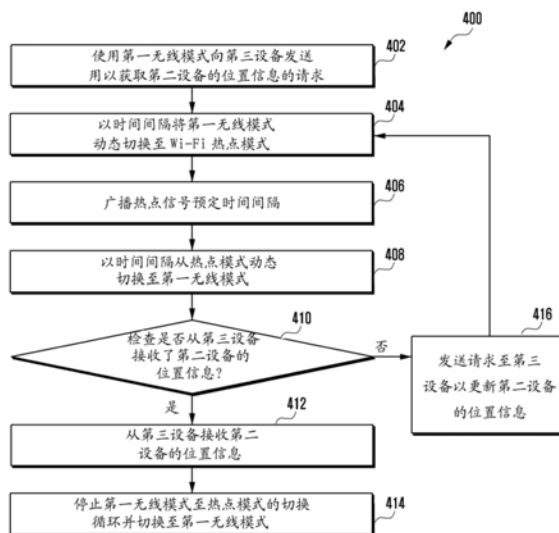 400
使用第一无线模式向第三设备发送
用以获取第二设备的位置信息的请求
402
以时间间隔将第一无线模式
动态切换至Wi-Fi热点模式
404
广播热点信号预定时间间隔
406
以时间间隔从热点模式动态
切换至第一无线模式
408
检查是否从第三设备
接收了第二设备的
位置信息?
410
否
是
发送请求至第三
设备以更新第二设备
的位置信息
416
从第三设备接收第二
设备的位置信息
412
停止第一无线模式至热点模式的切换
循环并切换至第一无线模式
414